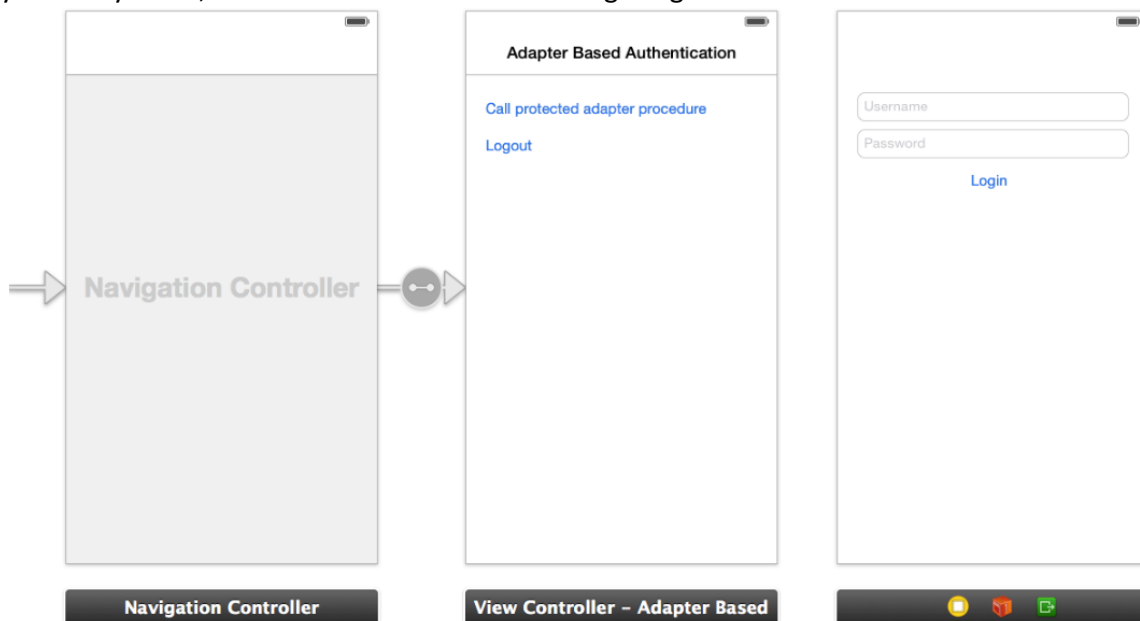 Adapter Based Authentication
Call protected adapter procedure
Logout
Username
Password
Login
Navigation Controller
Navigation Controller
View Controller – Adapter Based